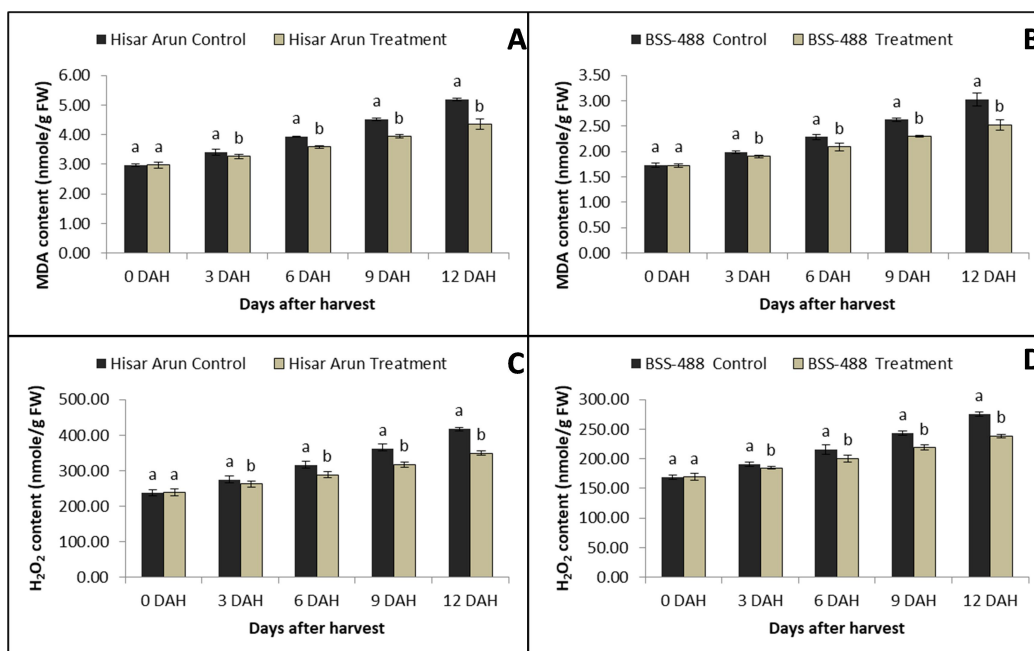 Hisar Arun Control Hisar Arun Treatment A
MDA content (nmole/g FW)
6.00
5.00
4.00
3.00
2.00
1.00
0.00
a a a b a b a b a b
0 DAH 3 DAH 6 DAH 9 DAH 12 DAH
Days after harvest
BSS-488 Control BSS-488 Treatment B
MDA content (nmole/g FW)
3.50
3.00
2.50
2.00
1.50
1.00
0.50
0.00
a a a b a b a b a b
0 DAH 3 DAH 6 DAH 9 DAH 12 DAH
Days after harvest
Hisar Arun Control Hisar Arun Treatment C
H₂O₂ content (nmole/g FW)
500.00
400.00
300.00
200.00
100.00
0.00
a a a b a b a b a b
0 DAH 3 DAH 6 DAH 9 DAH 12 DAH
Days after harvest
BSS-488 Control BSS-488 Treatment D
H₂O₂ content (nmole/g FW)
300.00
250.00
200.00
150.00
100.00
50.00
0.00
a a a b a b a b a b
0 DAH 3 DAH 6 DAH 9 DAH 12 DAH
Days after harvest